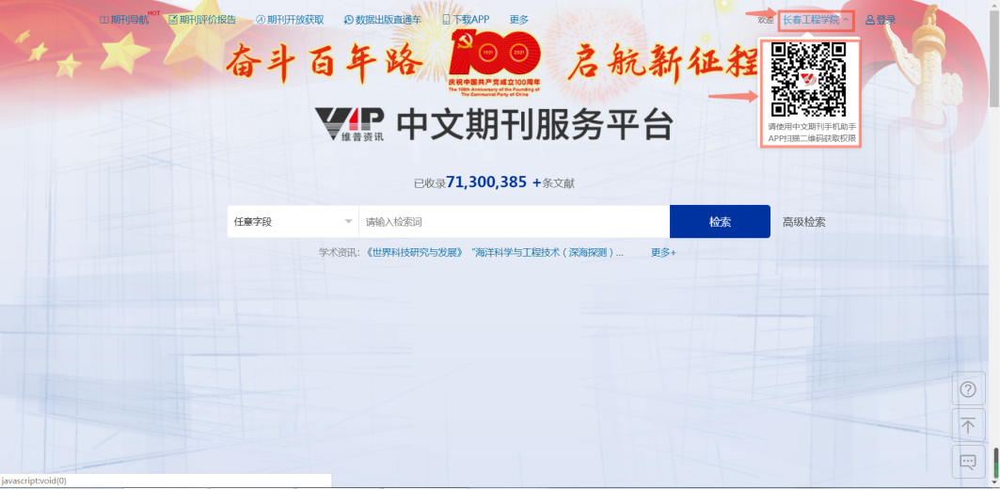 期刊导航 HOT 期刊评价报告 期刊开放获取 数据出版直通车 下载APP 更多 欢迎 长春工程学院 登录
奋斗百年路 100 启航新征程
1921 2021
庆祝中国共产党成立100周年
The 100th Anniversary of the Founding of
The Communist Party of China
请使用中文期刊手机助手
APP扫描二维码获取权限
VIP 维普资讯 中文期刊服务平台
已收录71,300,385 +条文献
任意字段 请输入检索词 检索 高级检索
学术资讯: 《世界科技研究与发展》 “海洋科学与工程技术(深海探测)... 更多+
javascript:void(0)